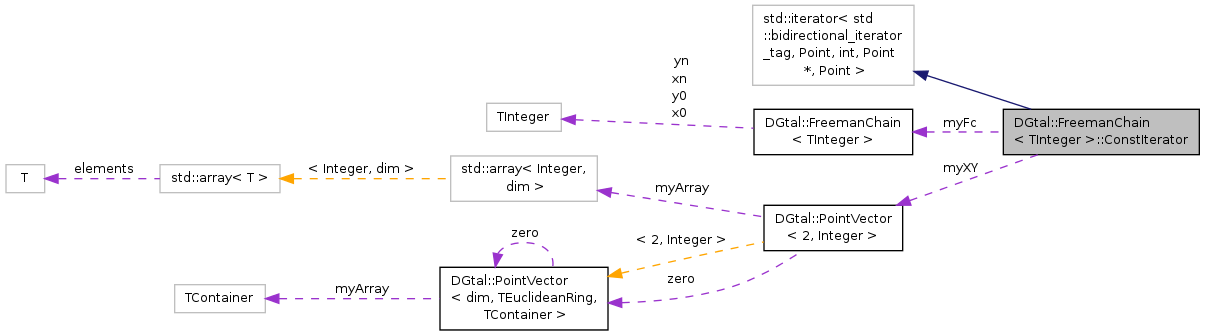 std::iterator< std
::bidirectional_iterator
_tag, Point, int, Point
*, Point >
yn
xn
y0
x0
TInteger
DGtal::FreemanChain
< TInteger >
myFc
DGtal::FreemanChain
< TInteger >::ConstIterator
T
elements
std::array< T >
< Integer, dim >
std::array< Integer,
dim >
myArray
myXY
DGtal::PointVector
< 2, Integer >
zero
< 2, Integer >
zero
TContainer
myArray
DGtal::PointVector
< dim, TEuclideanRing,
TContainer >